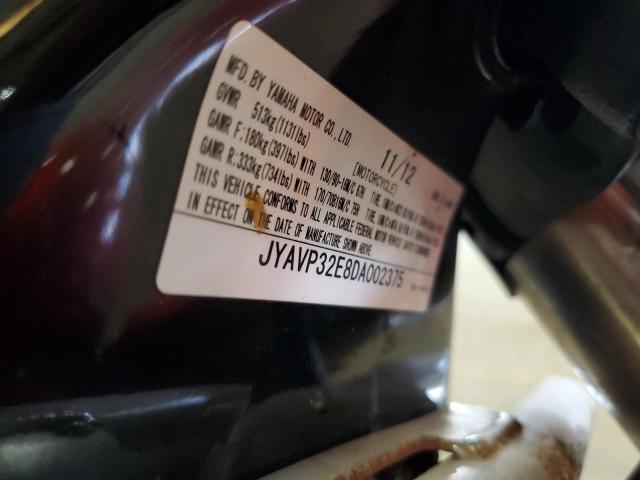 MFD. BY YAMAHA MOTOR CO., LTD.
11/12
GVWR 513kg(1131lbs) [MOTORCYCLE]
GAWR F:180kg(397lbs) WITH 130/90-16M/C 67H TIRE
GAWR R:333kg(734lbs) WITH 170/70B16M/C 75H TIRE
THIS VEHICLE CONFORMS TO ALL APPLICABLE FEDERAL MOTOR VEHICLE SAFETY STANDARDS
IN EFFECT ON THE DATE OF MANUFACTURE SHOWN ABOVE.
JYAVP32E8DA002375